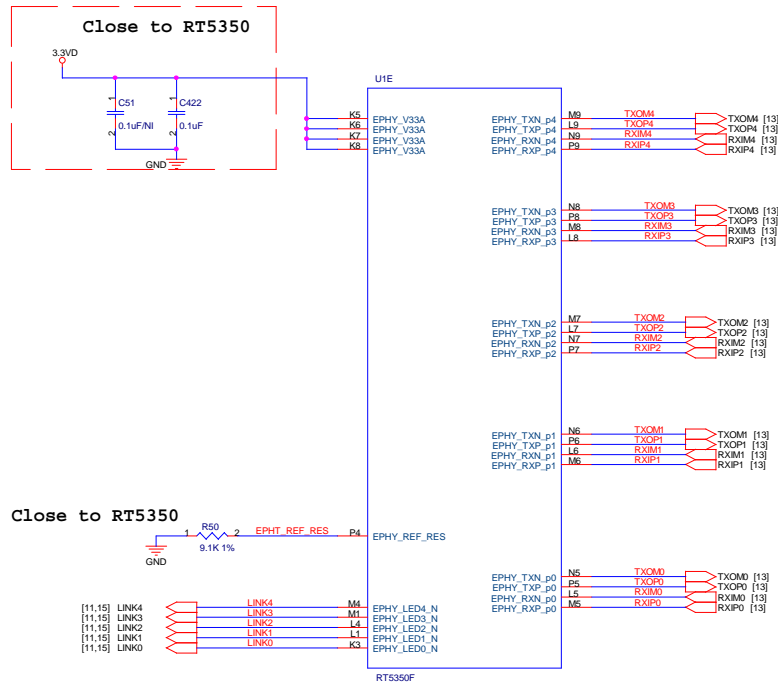 Close to RT5350
3.3VD
U1E
1 C51 1 C422
0.1uF/NI 0.1uF
2 2
GND
K5 EPHY_V33A
K6 EPHY_V33A
K7 EPHY_V33A
K8 EPHY_V33A
EPHY_TXN_p4 M9 TXOM4 TXOM4 [13]
EPHY_TXP_p4 L9 TXOP4 TXOP4 [13]
EPHY_RXN_p4 N9 RXIM4 RXIM4 [13]
EPHY_RXP_p4 P9 RXIP4 RXIP4 [13]
EPHY_TXN_p3 N8 TXOM3 TXOM3 [13]
EPHY_TXP_p3 P8 TXOP3 TXOP3 [13]
EPHY_RXN_p3 M8 RXIM3 RXIM3 [13]
EPHY_RXP_p3 L8 RXIP3 RXIP3 [13]
EPHY_TXN_p2 M7 TXOM2 TXOM2 [13]
EPHY_TXP_p2 L7 TXOP2 TXOP2 [13]
EPHY_RXN_p2 N7 RXIM2 RXIM2 [13]
EPHY_RXP_p2 P7 RXIP2 RXIP2 [13]
EPHY_TXN_p1 N6 TXOM1 TXOM1 [13]
EPHY_TXP_p1 P6 TXOP1 TXOP1 [13]
EPHY_RXN_p1 L6 RXIM1 RXIM1 [13]
EPHY_RXP_p1 M6 RXIP1 RXIP1 [13]
Close to RT5350
1 R50 2 EPHT_REF_RES P4 EPHY_REF_RES
9.1K 1%
GND
EPHY_TXN_p0 N5 TXOM0 TXOM0 [13]
EPHY_TXP_p0 P5 TXOP0 TXOP0 [13]
EPHY_RXN_p0 L5 RXIM0 RXIM0 [13]
EPHY_RXP_p0 M5 RXIP0 RXIP0 [13]
[11,15] LINK4 LINK4 M4 EPHY_LED4_N
[11,15] LINK3 LINK3 M1 EPHY_LED3_N
[11,15] LINK2 LINK2 L4 EPHY_LED2_N
[11,15] LINK1 LINK1 L1 EPHY_LED1_N
[11,15] LINK0 LINK0 K3 EPHY_LED0_N
RT5350F